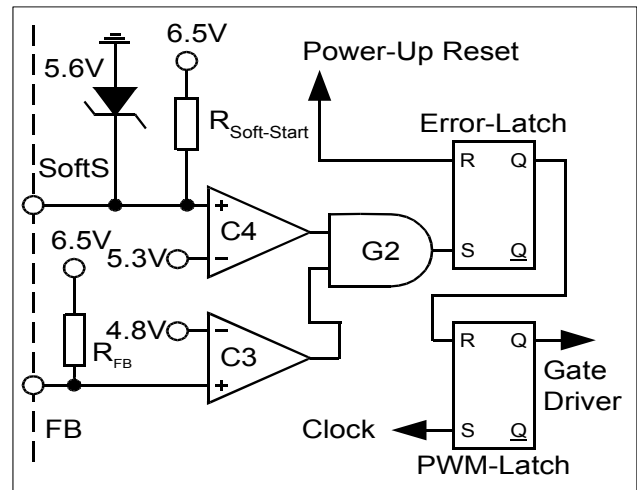 6.5V
Power-Up Reset
5.6V
R Soft-Start
Error-Latch
SoftS
R Q
+
C4
-
G2
6.5V
5.3V
S Q
4.8V
-
R FB
C3
+
R Q
Gate
Driver
FB
Clock
S Q
PWM-Latch